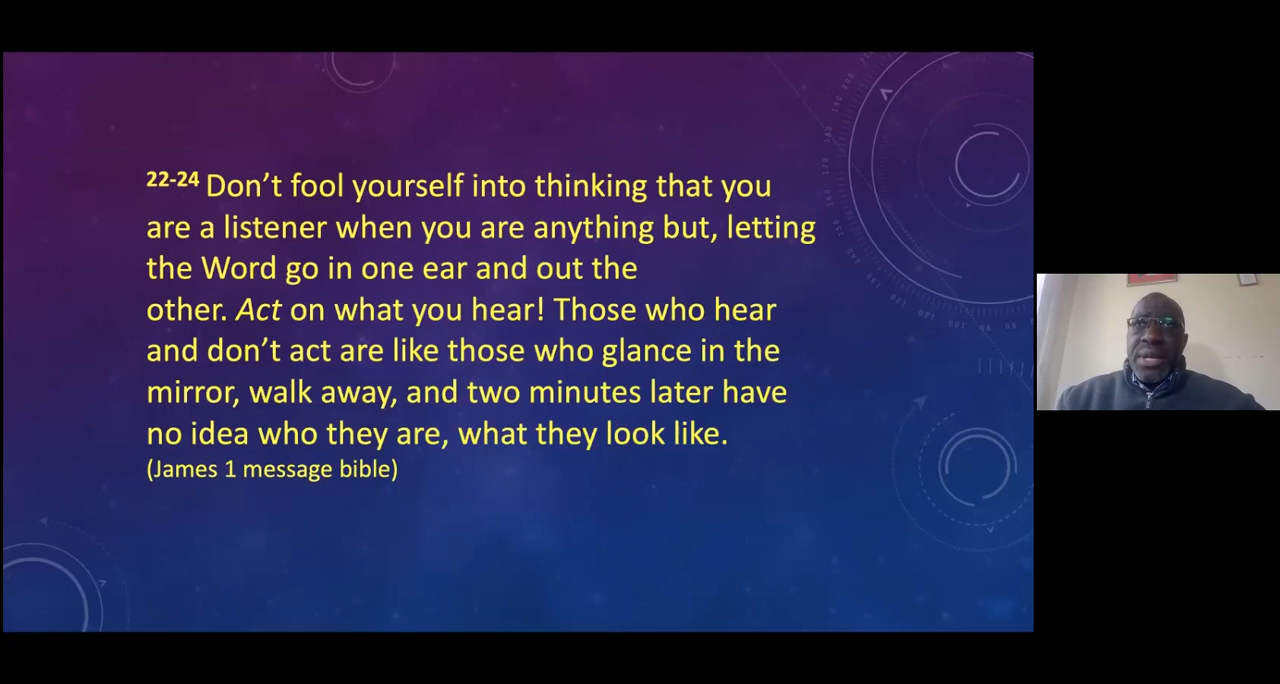 22-24 Don’t fool yourself into thinking that you
are a listener when you are anything but, letting
the Word go in one ear and out the
other. Act on what you hear! Those who hear
and don’t act are like those who glance in the
mirror, walk away, and two minutes later have
no idea who they are, what they look like.
(James 1 message bible)